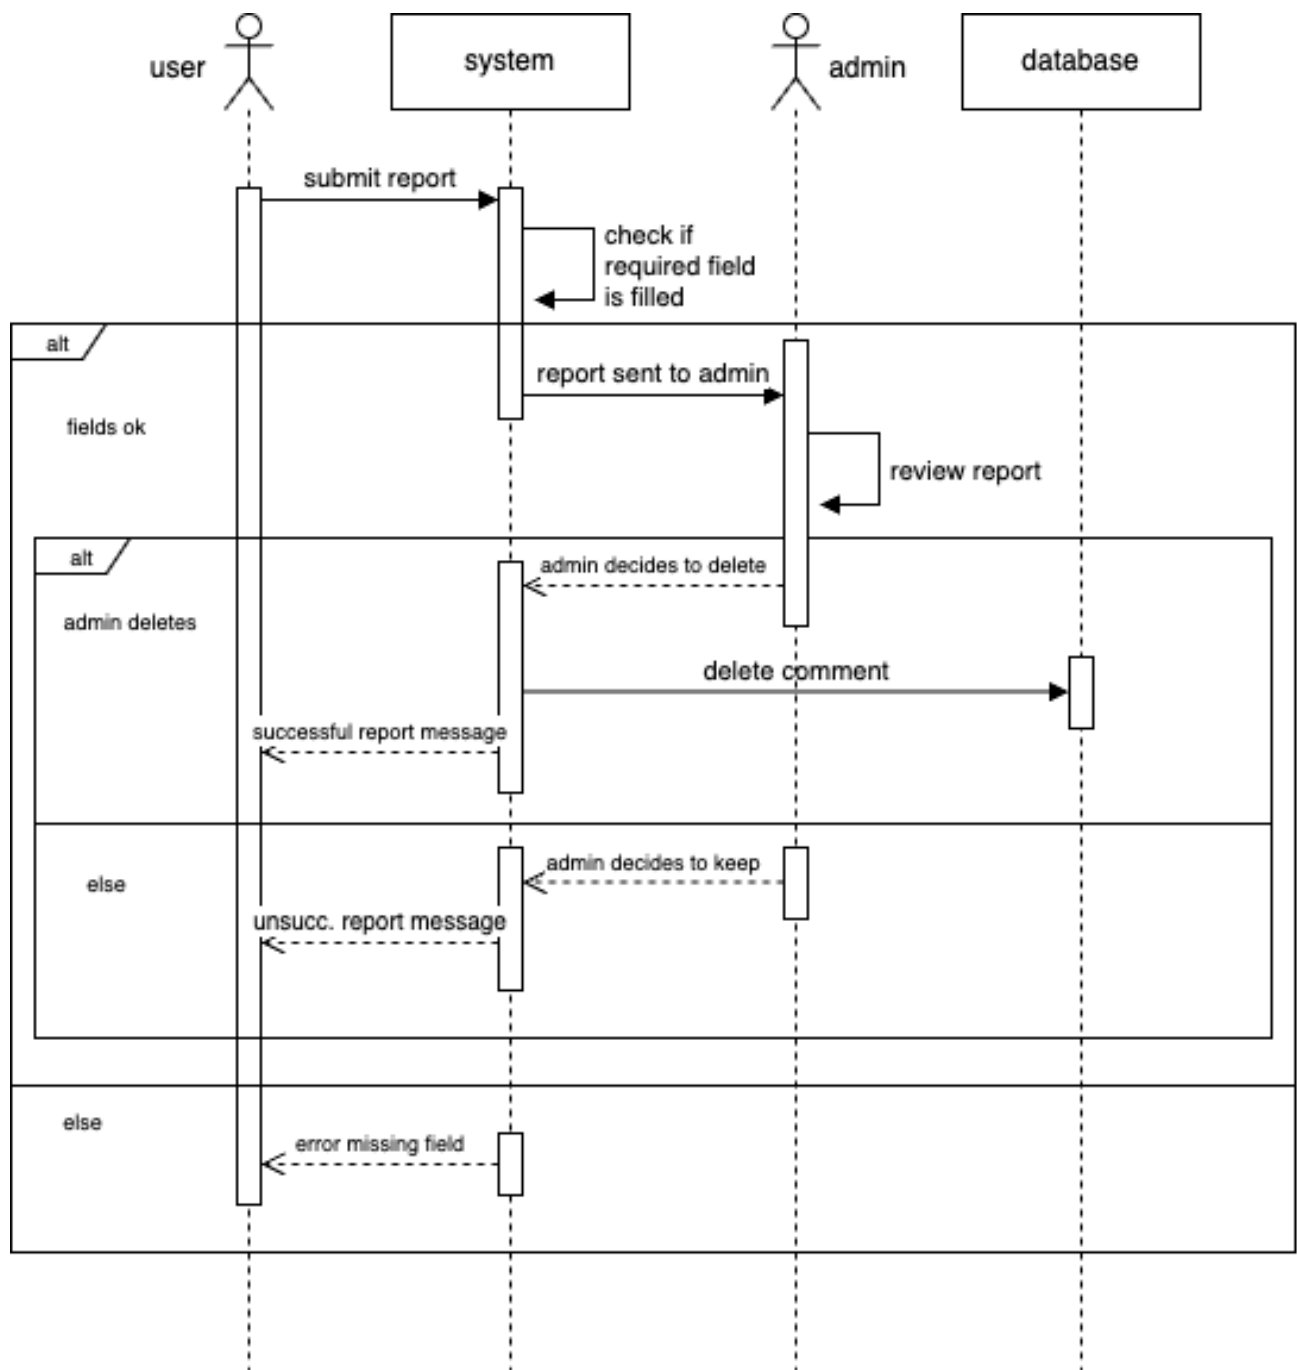 user
system
admin
database
submit report
check if
required field
is filled
alt
report sent to admin
fields ok
review report
alt
admin decides to delete
admin deletes
delete comment
successful report message
admin decides to keep
else
unsucc. report message
else
error missing field